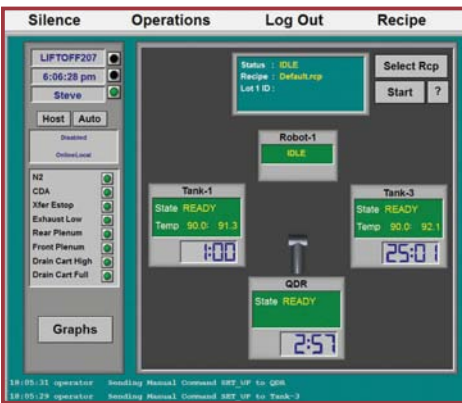 Silence Operations Log Out Recipe
LIFTOFF207
6:06:28 pm
Steve
Host Auto
Disabled
OnlineLocal
N2
CDA
Xfer Estop
Exhaust Low
Rear Plenum
Front Plenum
Drain Cart High
Drain Cart Full
Graphs
Status : IDLE
Recipe : Default.rcp
Lot 1 ID :
Select Rcp
Start ?
Robot-1
IDLE
Tank-1
State READY
Temp 90.0: 91.3
1:00
Tank-3
State READY
Temp 90.0: 92.1
25:01
QDR
State READY
2:57
18:05:31 operator Sending Manual Command SET_UP to QDR
18:05:29 operator Sending Manual Command SET_UP to Tank-3